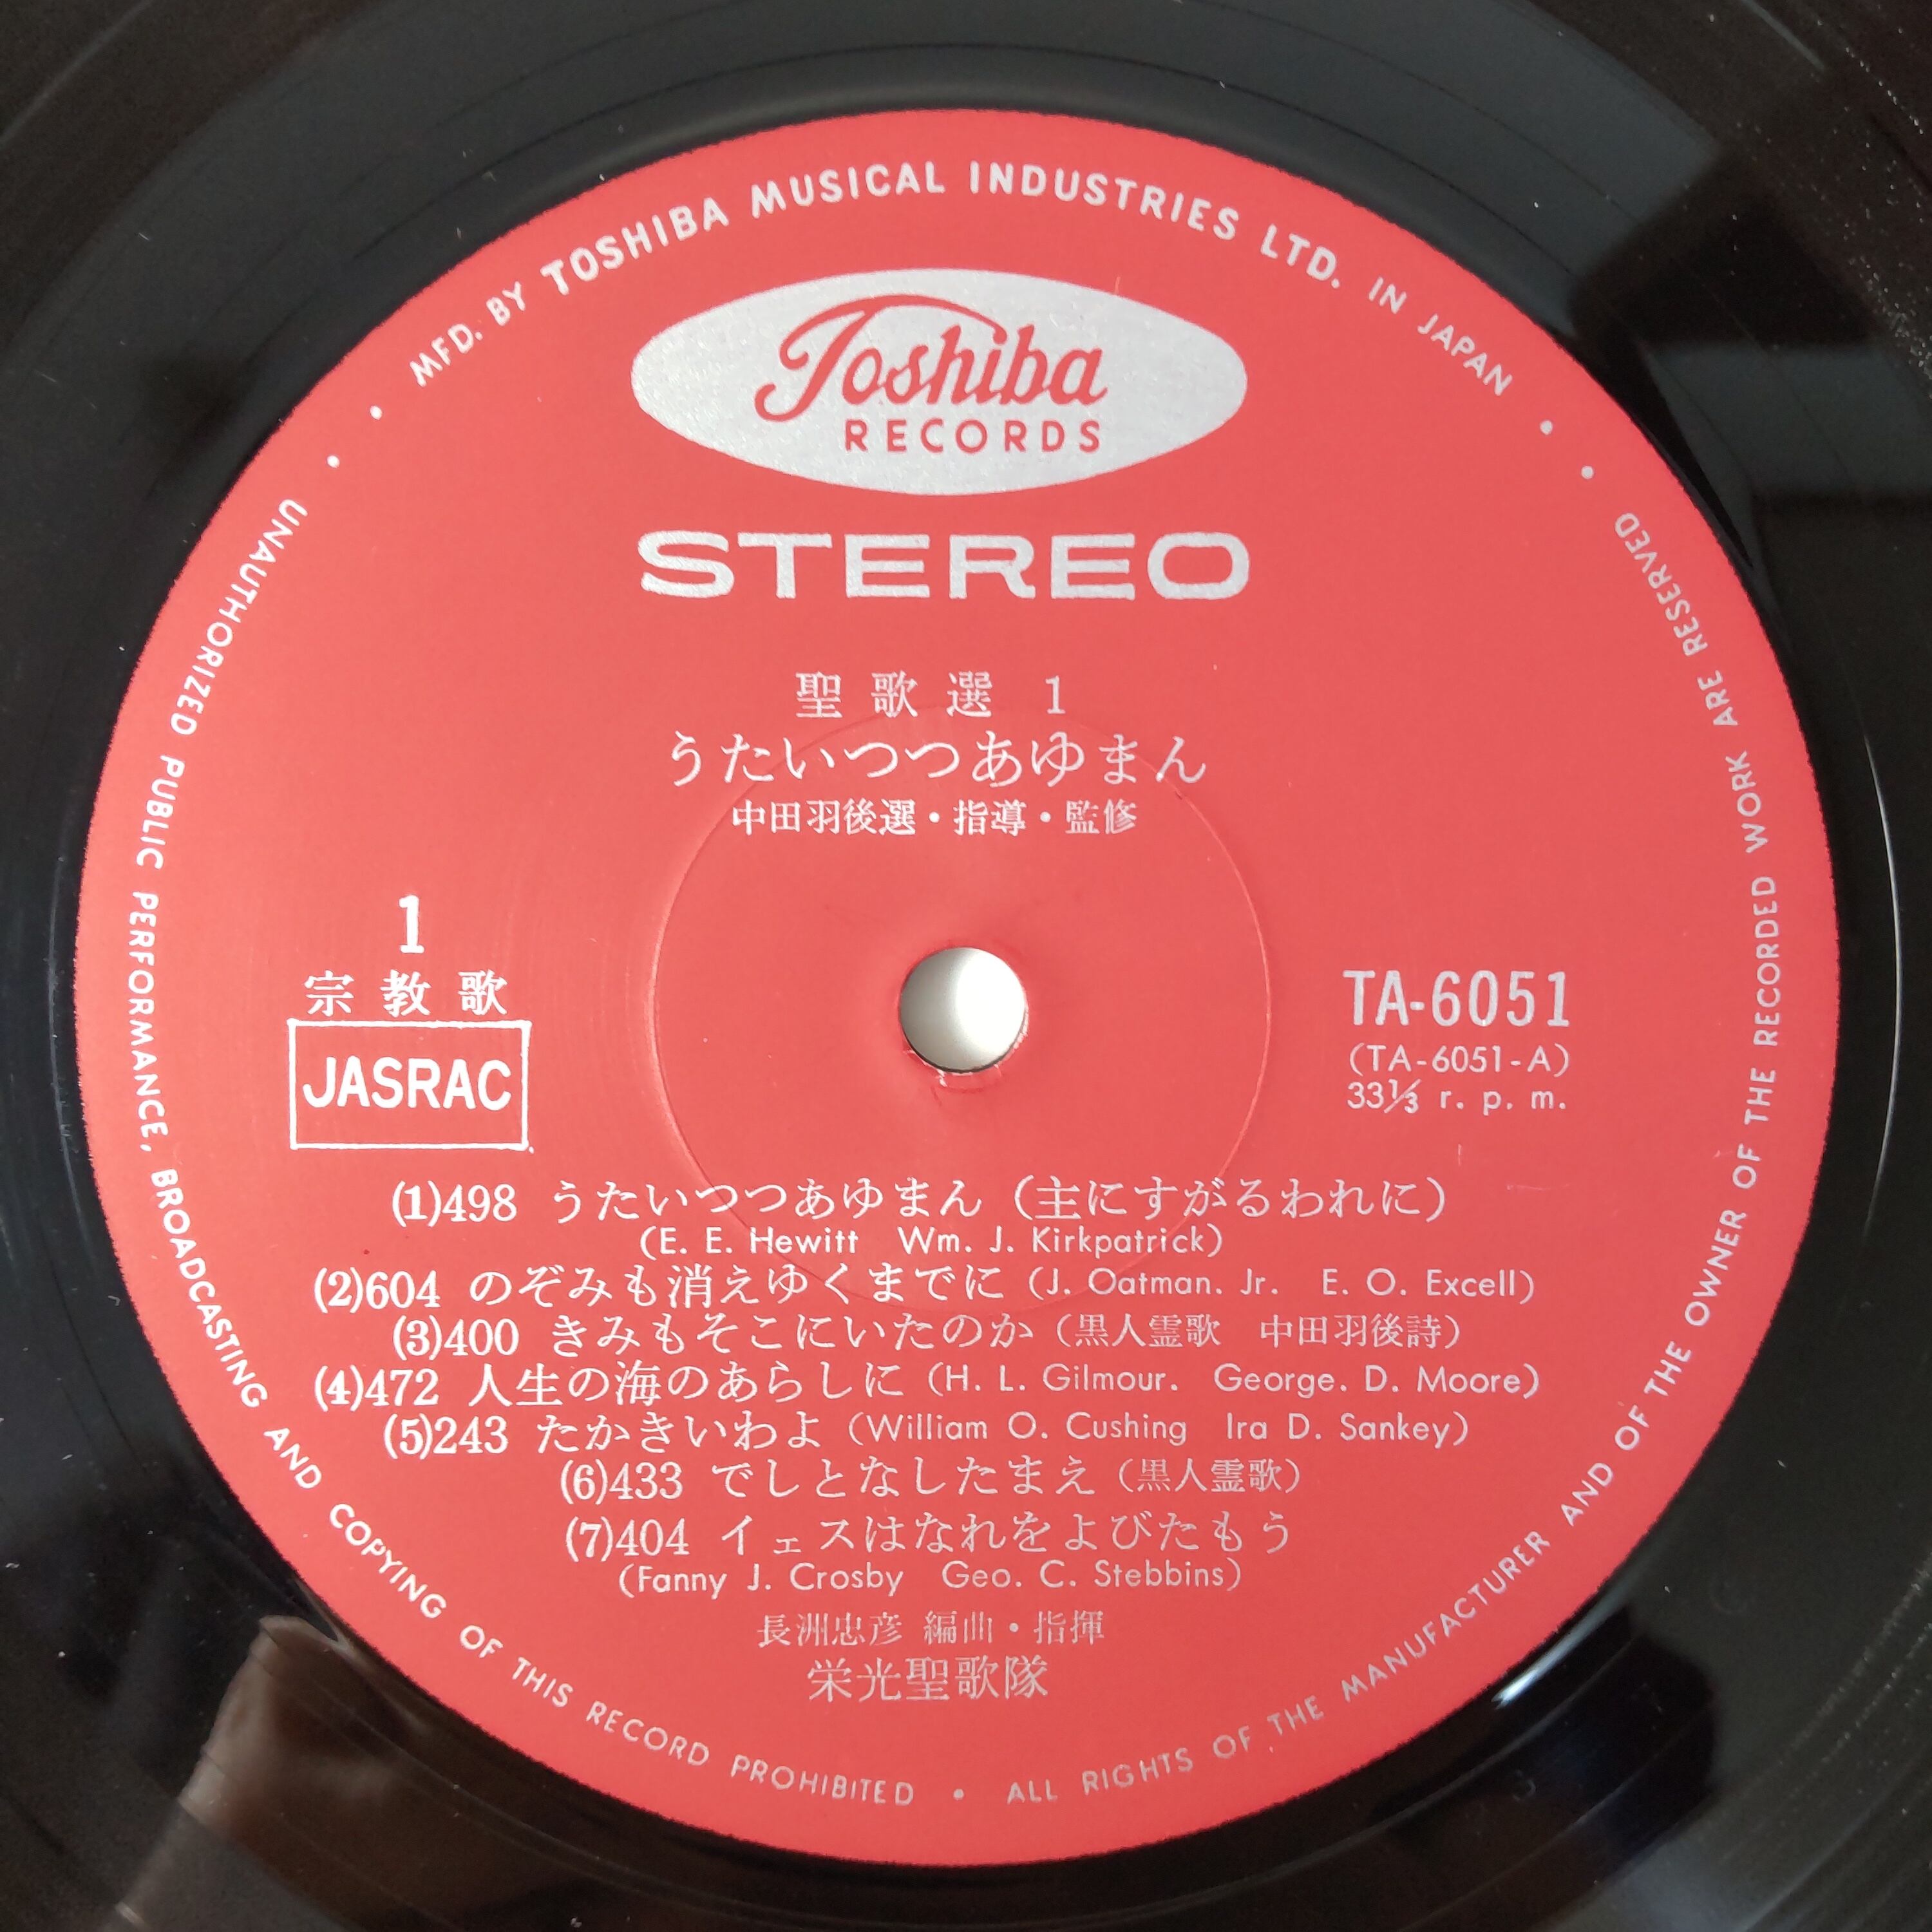 MFD. BY TOSHIBA MUSICAL INDUSTRIES LTD. IN JAPAN
Toshiba
RECORDS
STEREO
聖歌選 1
うたいつつあゆまん
中田羽後選・指導・監修
1
宗教歌
JASRAC
TA-6051
(TA-6051-A)
33⅓ r. p. m.
(1)498 うたいつつあゆまん（主にすがるわれに）
(E. E. Hewitt Wm. J. Kirkpatrick)
(2)604 のぞみも消えゆくまでに (J. Oatman. Jr. E. O. Excell)
(3)400 きみもそこにいたのか（黒人霊歌 中田羽後詩）
(4)472 人生の海のあらしに (H. L. Gilmour. George. D. Moore)
(5)243 たかきいわよ (William O. Cushing Ira D. Sankey)
(6)433 でしとなしたまえ（黒人霊歌）
(7)404 イェスはなれをよびたもう
(Fanny J. Crosby Geo. C. Stebbins)
長洲忠彦 編曲・指揮
栄光聖歌隊
UNAUTHORIZED PUBLIC PERFORMANCE, BROADCASTING AND COPYING OF THIS RECORD PROHIBITED • ALL RIGHTS OF THE MANUFACTURER AND OF THE OWNER OF THE RECORDED WORK ARE RESERVED